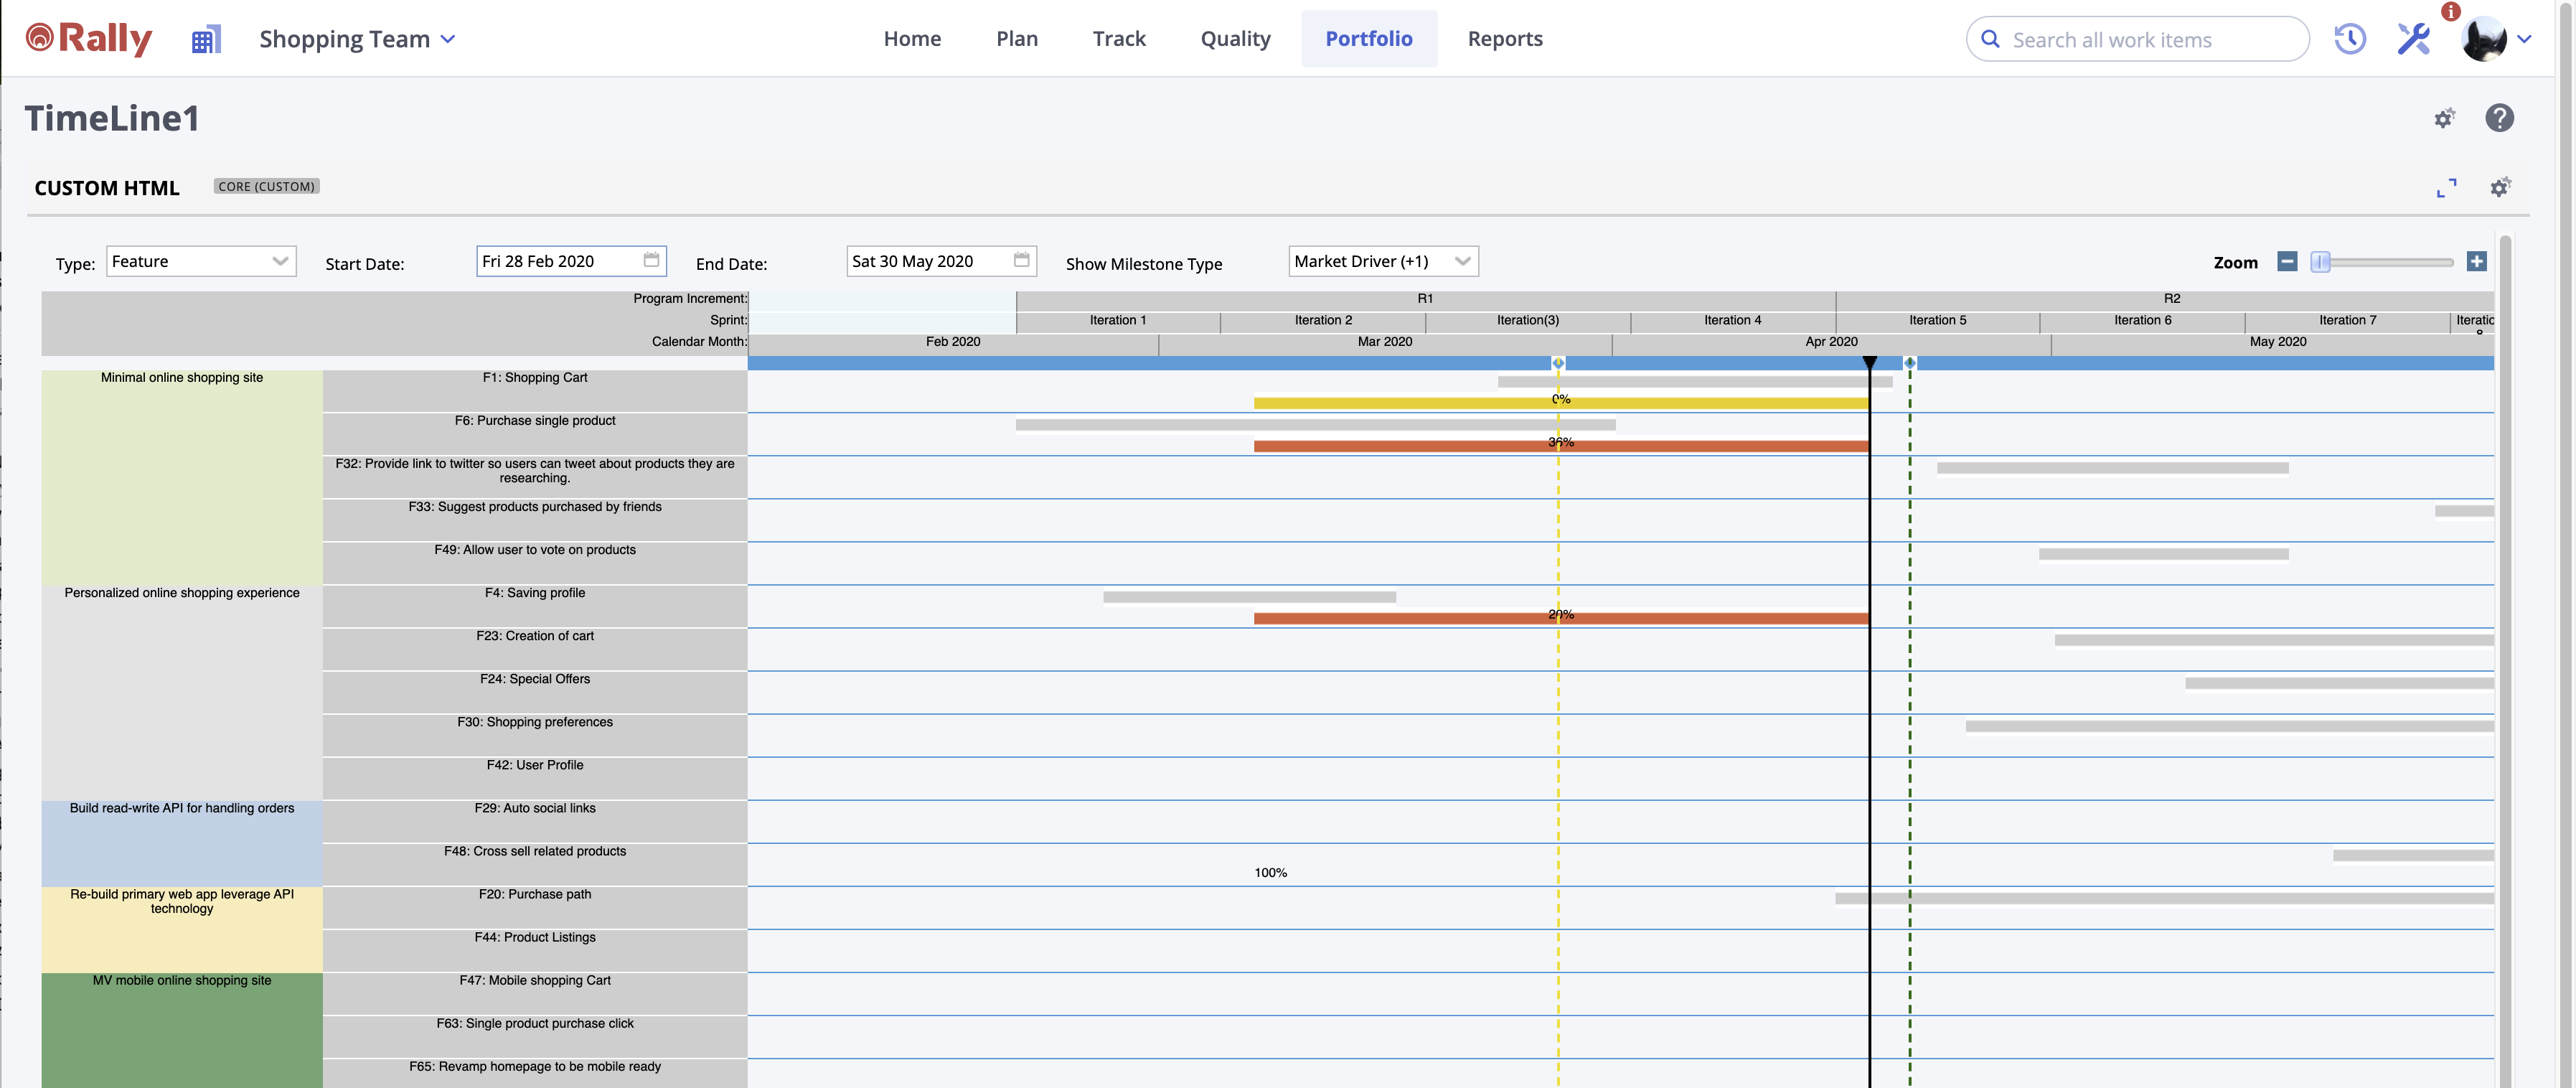 Rally
Shopping Team
Home Plan Track Quality Portfolio Reports
Search all work items
i
TimeLine1
?
CUSTOM HTML CORE (CUSTOM)
Type: Feature Start Date: Fri 28 Feb 2020 End Date: Sat 30 May 2020 Show Milestone Type Market Driver (+1) Zoom
Program Increment: R1 R2
Sprint: Iteration 1 Iteration 2 Iteration(3) Iteration 4 Iteration 5 Iteration 6 Iteration 7
Calendar Month: Feb 2020 Mar 2020 Apr 2020 May 2020
Minimal online shopping site F1: Shopping Cart
0%
F6: Purchase single product
36%
F32: Provide link to twitter so users can tweet about products they are
researching.
F33: Suggest products purchased by friends
F49: Allow user to vote on products
Personalized online shopping experience F4: Saving profile
F23: Creation of cart
F24: Special Offers
F30: Shopping preferences
F42: User Profile
Build read-write API for handling orders F29: Auto social links
F48: Cross sell related products
100%
Re-build primary web app leverage API F20: Purchase path
technology
F44: Product Listings
MV mobile online shopping site F47: Mobile shopping Cart
F63: Single product purchase click
F65: Revamp homepage to be mobile ready